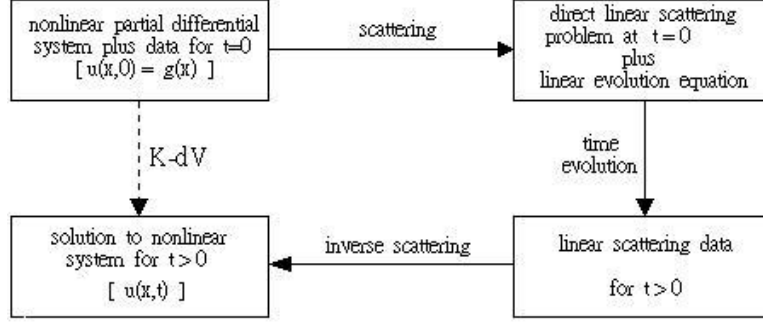 nonlinear partial differential
system plus data for t=0
[ u(x,0) = g(x) ]
scattering
direct linear scattering
problem at t=0
plus
linear evolution equation
K-dV
time
evolution
solution to nonlinear
system for t>0
[ u(x,t) ]
inverse scattering
linear scattering data
for t>0